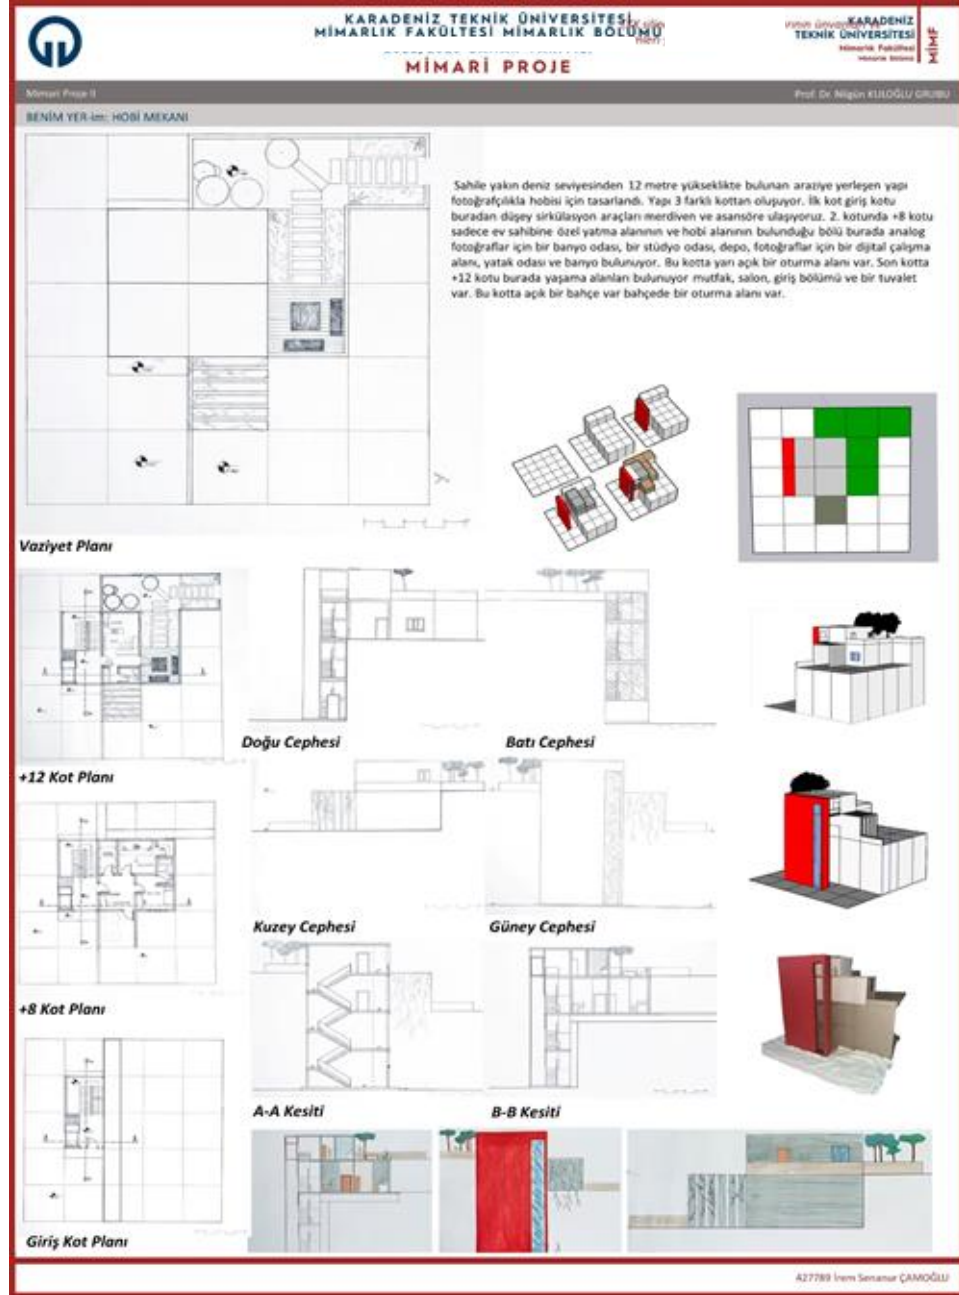 KARADENİZ TEKNİK ÜNİVERSİTESİ
MİMARLIK FAKÜLTESİ MİMARLIK BÖLÜMÜ
MİMARİ PROJE
KARADENİZ
TEKNİK ÜNİVERSİTESİ
Mimarlık Fakültesi
Mimarlık Bölümü
MİMF
Mimari Proje II
Prof. Dr. Nilgün KULOĞLU GRUBU
BENİM YER-im: HOBİ MEKANI
Sahile yakın deniz seviyesinden 12 metre yükseklikte bulunan araziye yerleşen yapı
fotoğrafçılıkla hobisi için tasarlandı. Yapı 3 farklı kottan oluşuyor. İlk kot giriş kotu
buradan düşey sirkülasyon araçları merdiven ve asansöre ulaşıyoruz. 2. kotunda +8 kotu
sadece ev sahibine özel yatma alanının ve hobi alanının bulunduğu bölü burada analog
fotoğraflar için bir banyo odası, bir stüdyo odası, depo, fotoğraflar için bir dijital çalışma
alanı, yatak odası ve banyo bulunuyor. Bu kotta yarı açık bir oturma alanı var. Son kotta
+12 kotu burada yaşama alanları bulunuyor mutfak, salon, giriş bölümü ve bir tuvalet
var. Bu kotta açık bir bahçe var bahçede bir oturma alanı var.
Vaziyet Planı
Doğu Cephesi
Batı Cephesi
+12 Kot Planı
Kuzey Cephesi
Güney Cephesi
+8 Kot Planı
A-A Kesiti
B-B Kesiti
Giriş Kot Planı
A27789 İrem Senanur ÇAMOĞLU